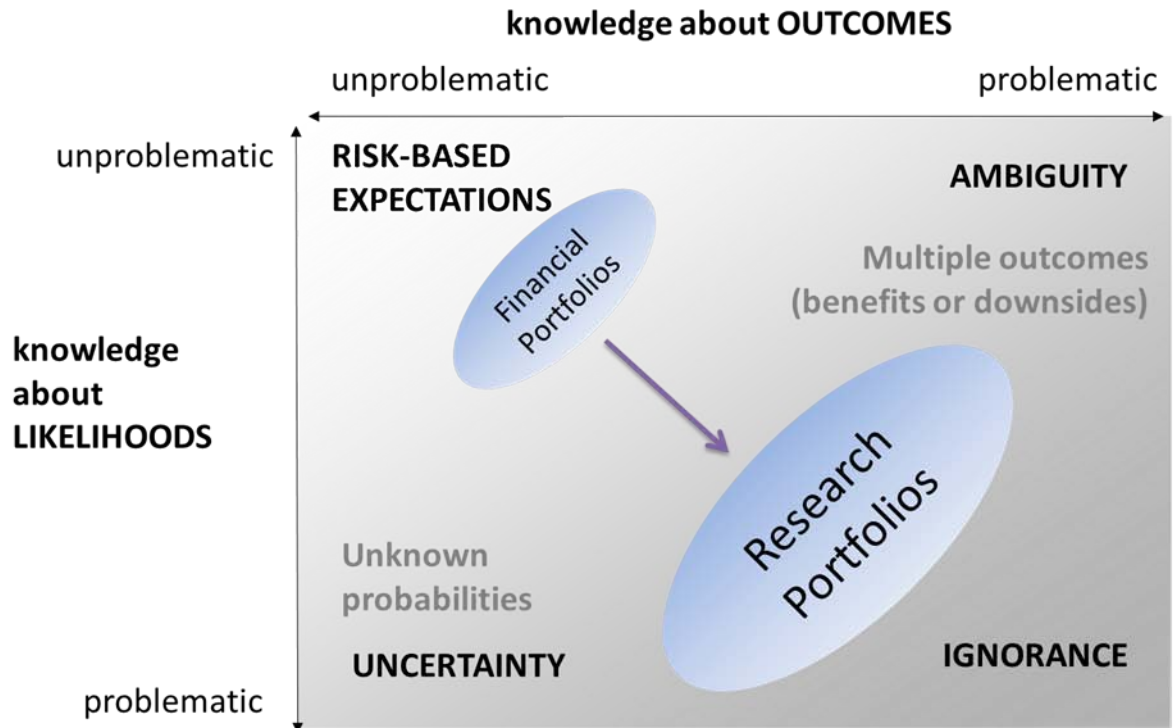 knowledge about OUTCOMES
unproblematic
problematic
unproblematic
RISK-BASED
EXPECTATIONS
AMBIGUITY
Financial
Portfolios
Multiple outcomes
(benefits or downsides)
knowledge
about
LIKELIHOODS
Research
Portfolios
Unknown
probabilities
UNCERTAINTY
IGNORANCE
problematic